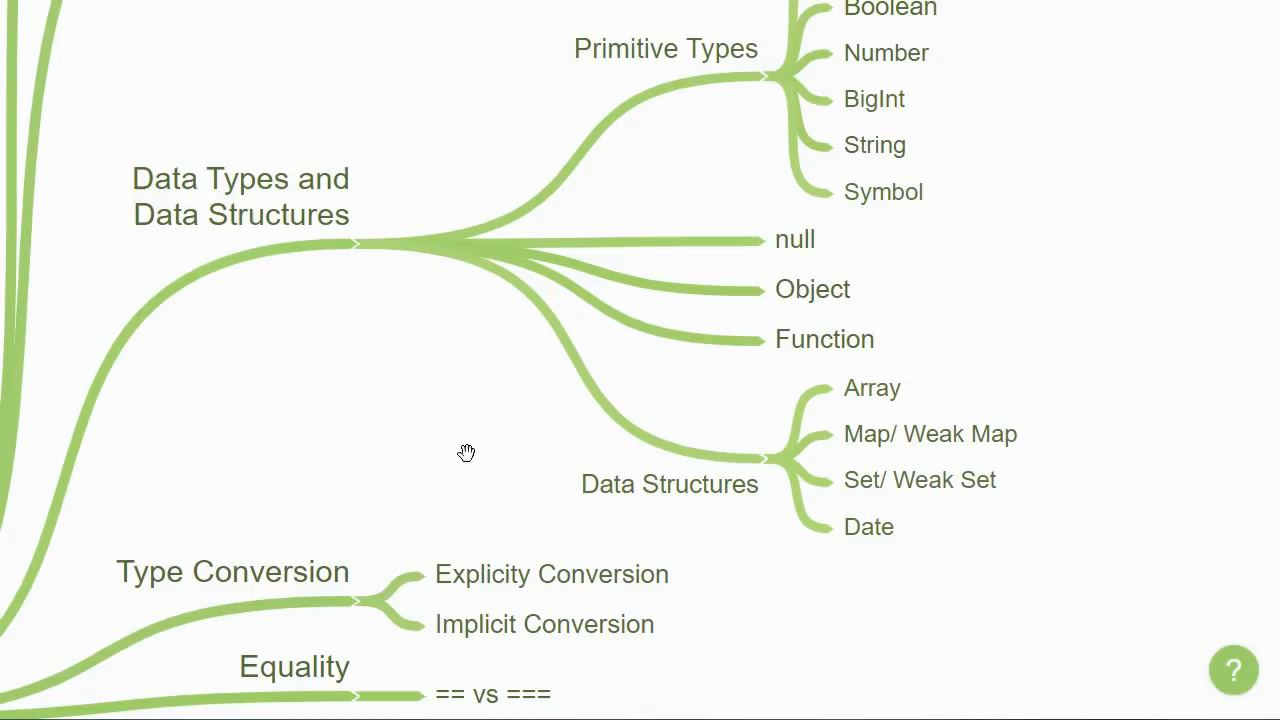 Boolean
Primitive Types
Number
BigInt
String
Symbol
Data Types and
Data Structures
null
Object
Function
Array
Map/ Weak Map
Set/ Weak Set
Data Structures
Date
Type Conversion
Explicity Conversion
Implicit Conversion
Equality
== vs ===
?